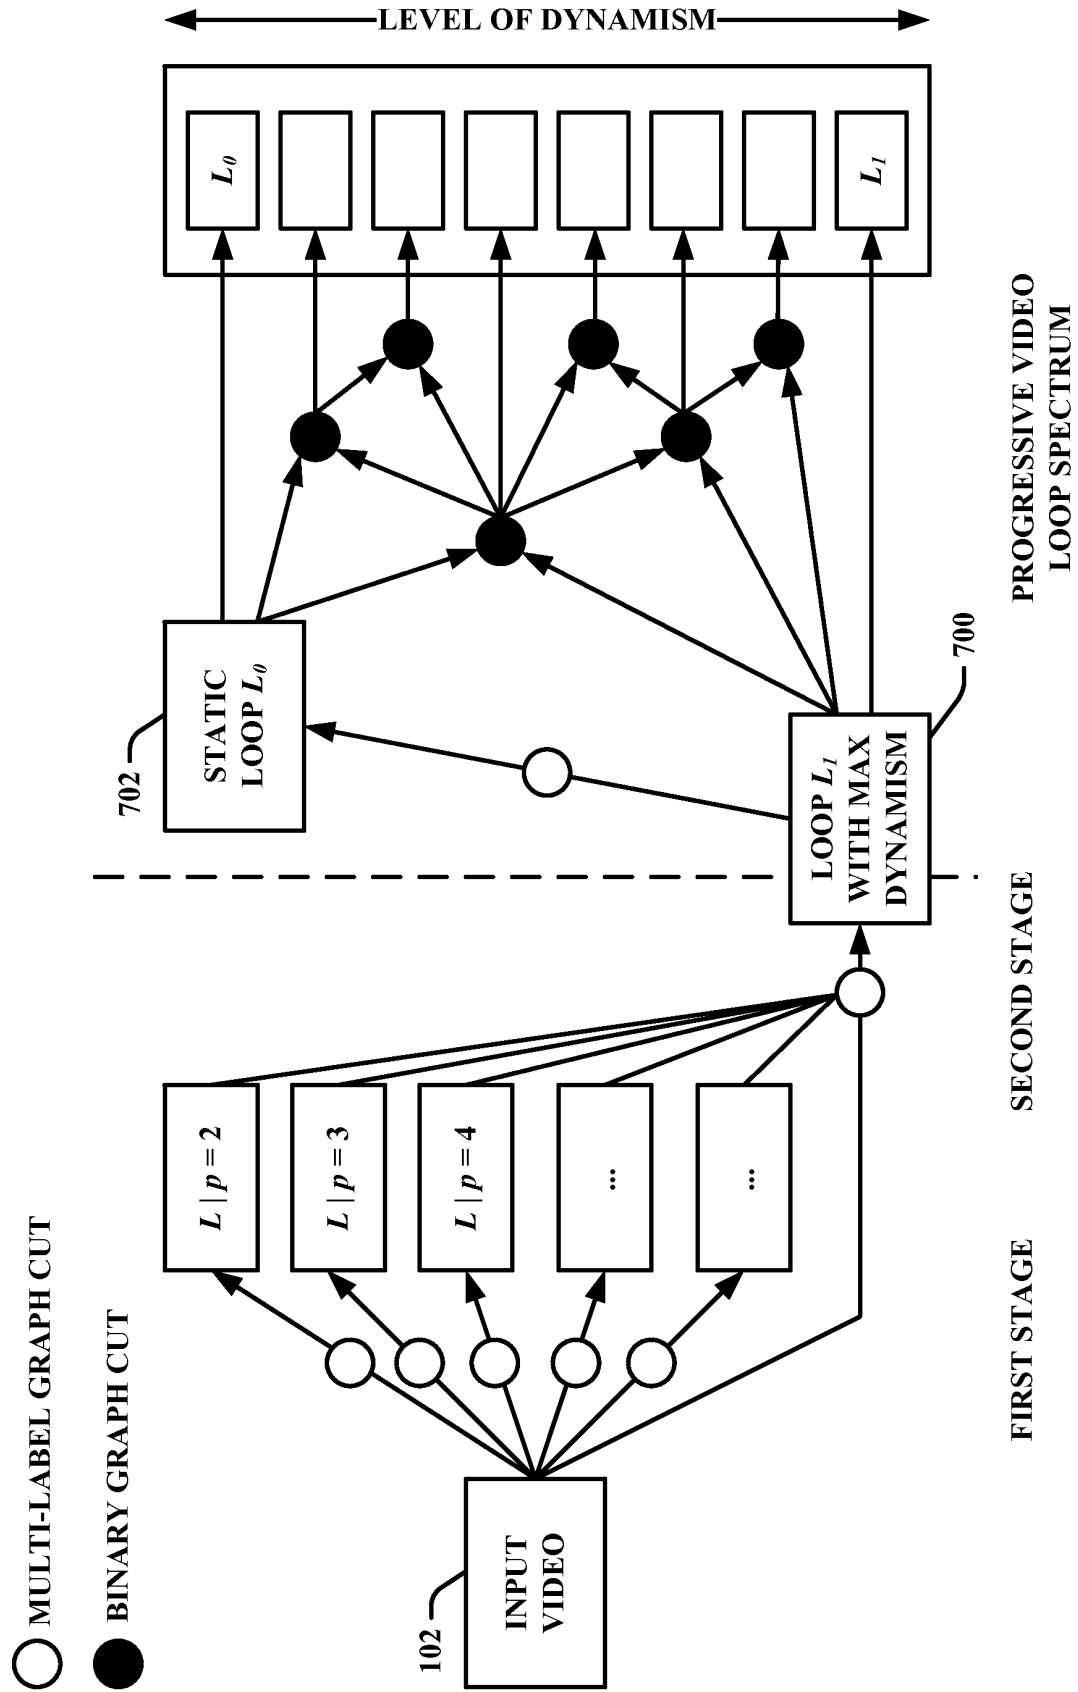 MULTI-LABEL GRAPH CUT
BINARY GRAPH CUT
102
INPUT
VIDEO
L | p = 2
L | p = 3
L | p = 4
...
...
702
STATIC
LOOP L0
LOOP L1
WITH MAX
DYNAMISM
700
L0
L1
LEVEL OF DYNAMISM
FIRST STAGE
SECOND STAGE
PROGRESSIVE VIDEO
LOOP SPECTRUM